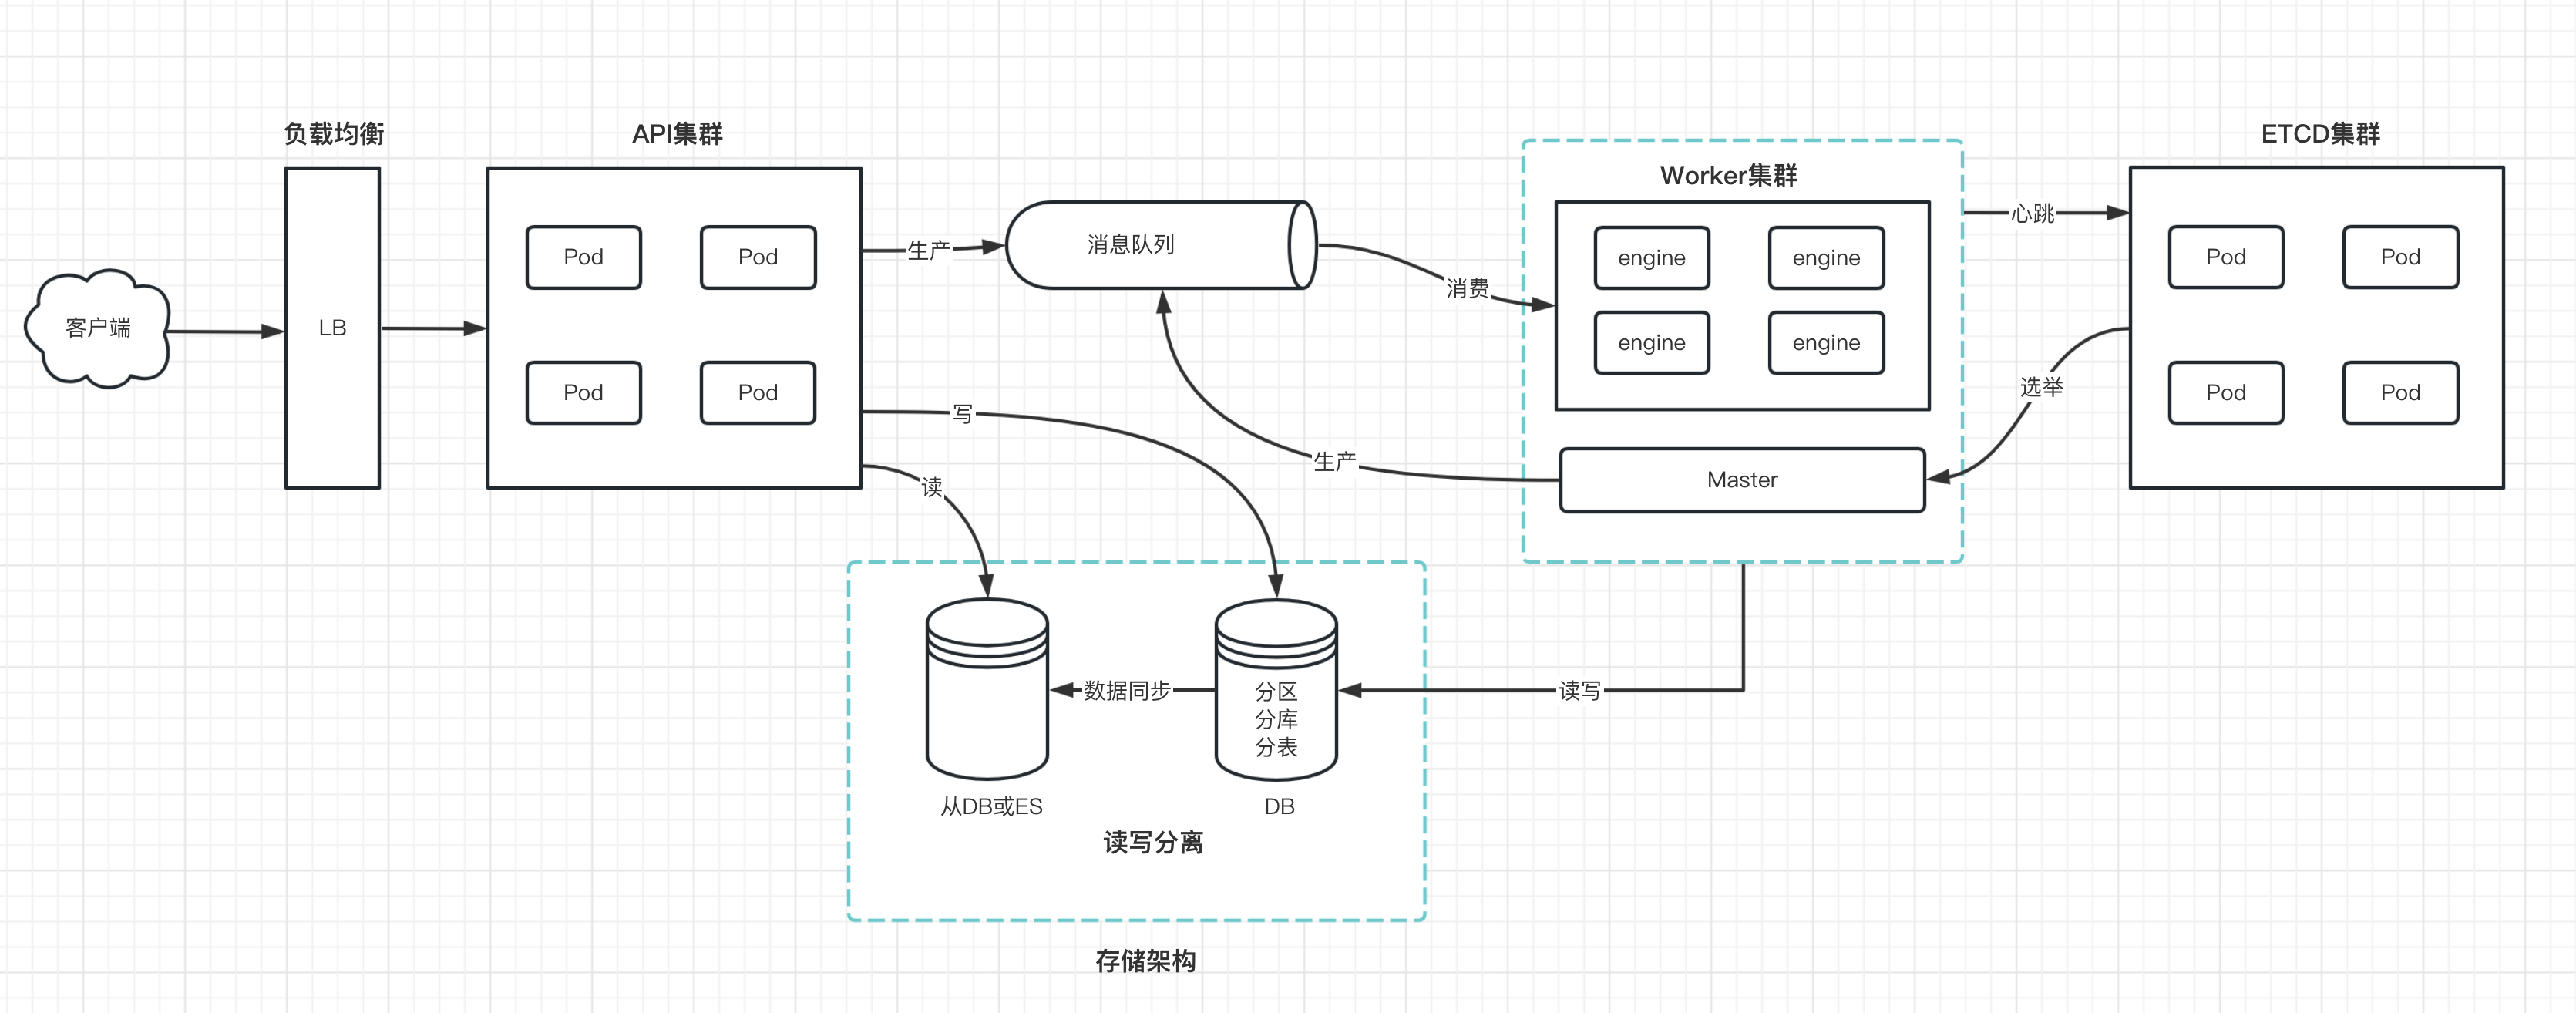 负载均衡
API集群
ETCD集群
Worker集群
客户端
LB
Pod
Pod
Pod
Pod
生产
消息队列
消费
engine
engine
engine
engine
Master
心跳
选举
Pod
Pod
Pod
Pod
写
读
生产
读写
数据同步
分区
分库
分表
从DB或ES
DB
读写分离
存储架构